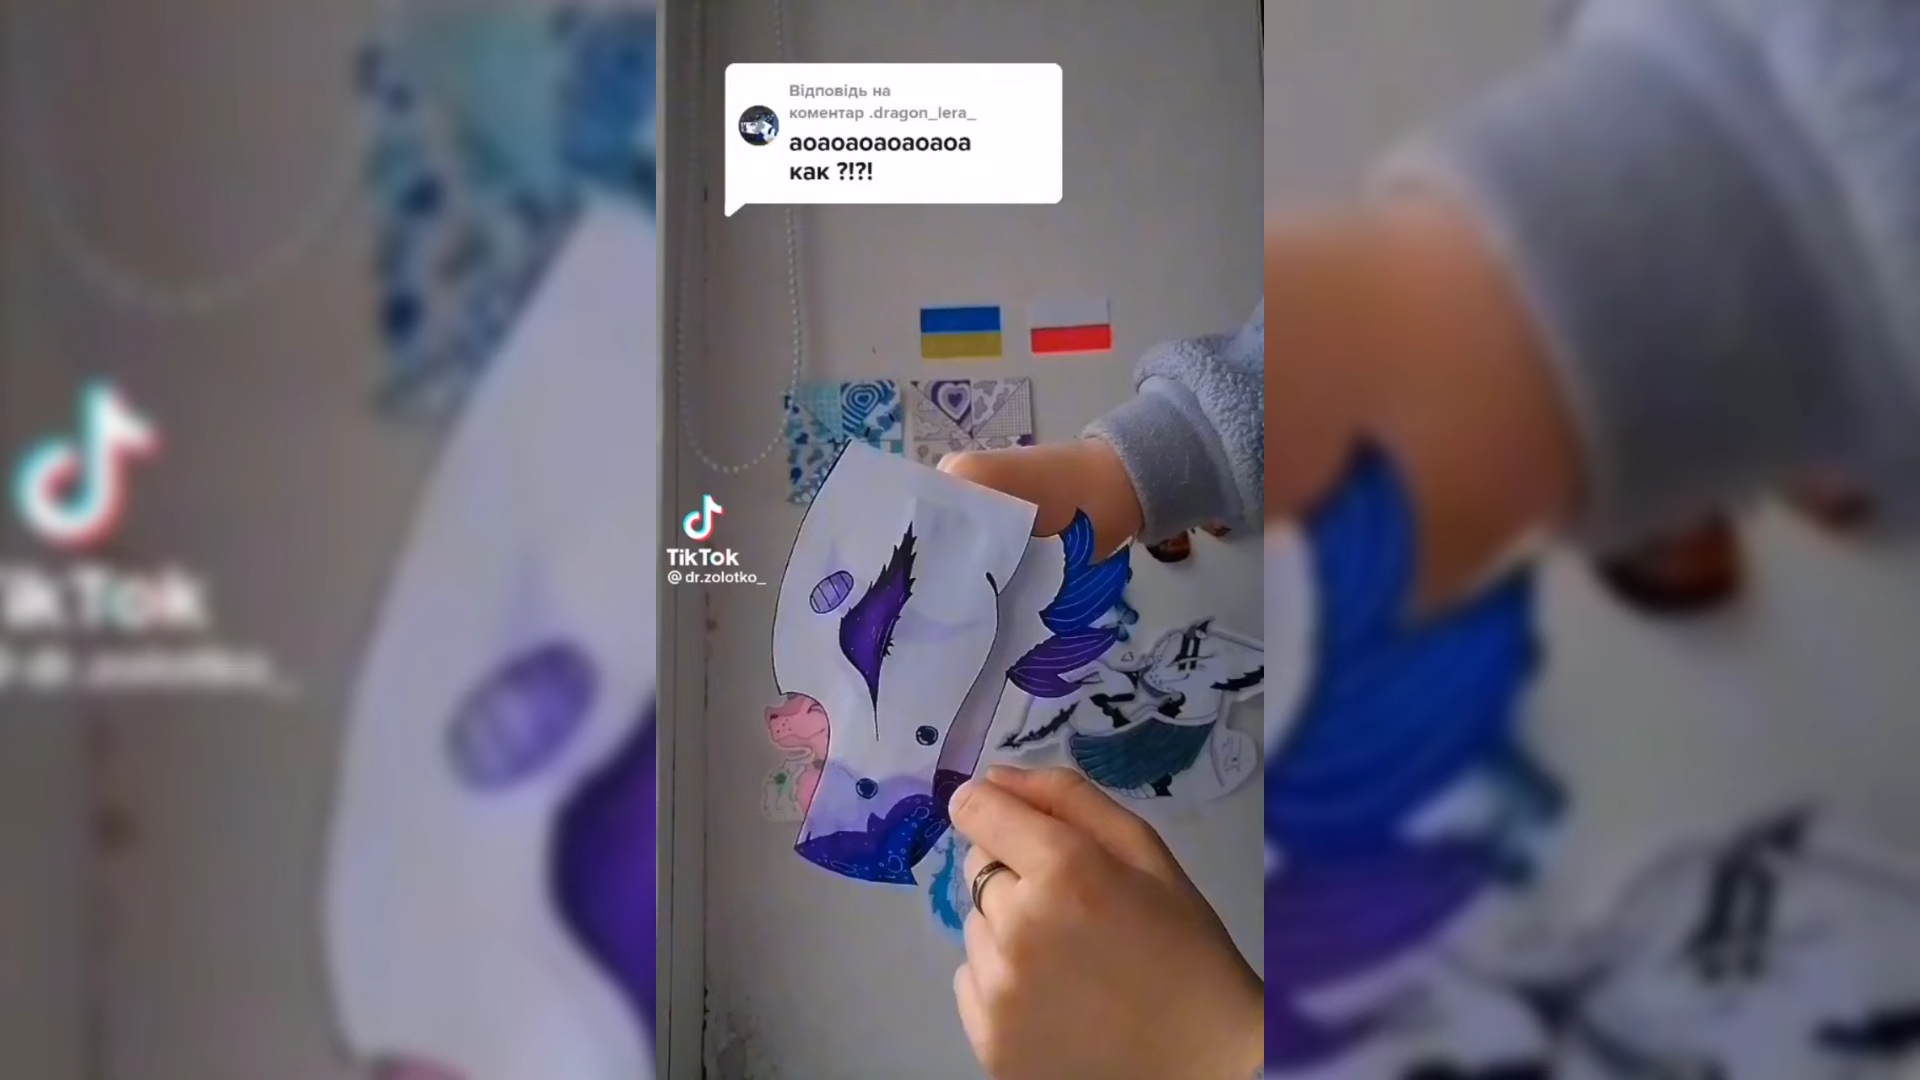 Відповідь на
коментар .dragon_lera_
аоаоаоаоаоаоа
как ?!?!
TikTok
@ dr.zolotko_